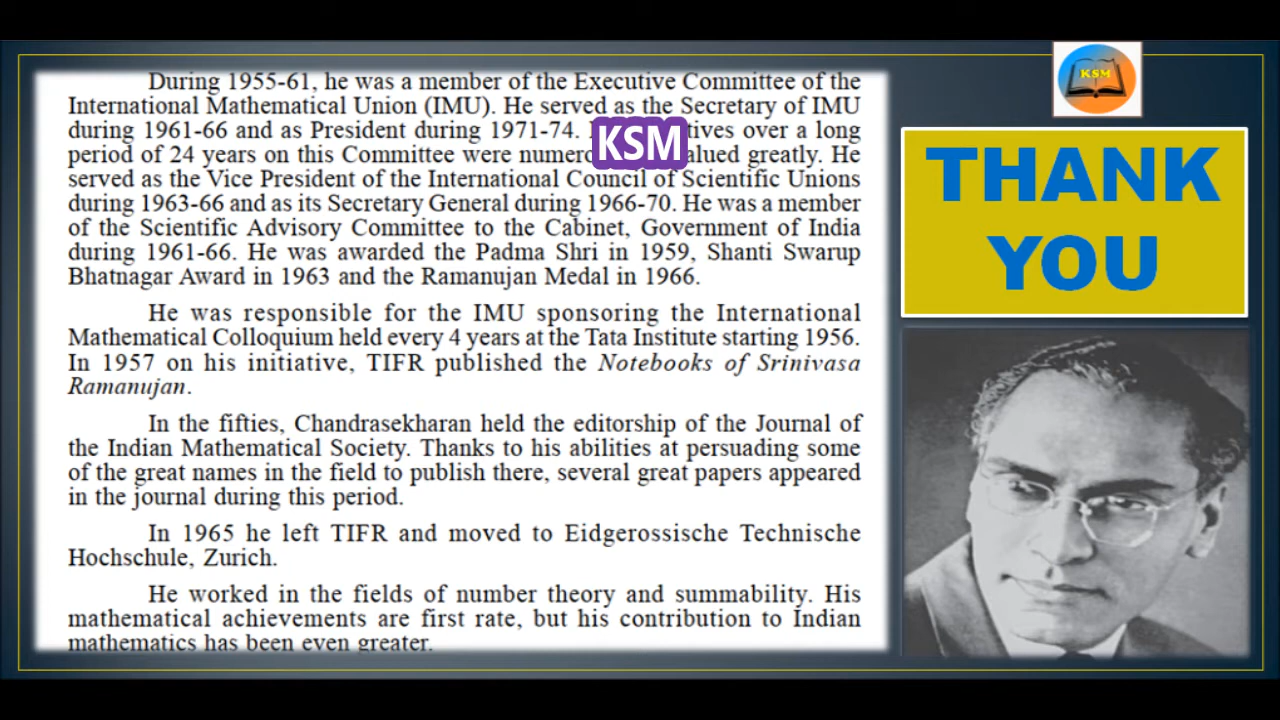 During 1955-61, he was a member of the Executive Committee of the
International Mathematical Union (IMU). He served as the Secretary of IMU
during 1961-66 and as President during 1971-74. tives over a long
period of 24 years on this Committee were alued greatly. He
served as the Vice President of the International Council of Scientific Unions
during 1963-66 and as its Secretary General during 1966-70. He was a member
of the Scientific Advisory Committee to the Cabinet, Government of India
during 1961-66. He was awarded the Padma Shri in 1959, Shanti Swarup
Bhatnagar Award in 1963 and the Ramanujan Medal in 1966.
He was responsible for the IMU sponsoring the International
Mathematical Colloquium held every 4 years at the Tata Institute starting 1956.
In 1957 on his initiative, TIFR published the Notebooks of Srinivasa
Ramanujan.
In the fifties, Chandrasekharan held the editorship of the Journal of
the Indian Mathematical Society. Thanks to his abilities at persuading some
of the great names in the field to publish there, several great papers appeared
in the journal during this period.
In 1965 he left TIFR and moved to Eidgerossische Technische
Hochschule, Zurich.
He worked in the fields of number theory and summability. His
mathematical achievements are first rate, but his contribution to Indian
mathematics has been even greater.
KSM
KSM
THANK
YOU